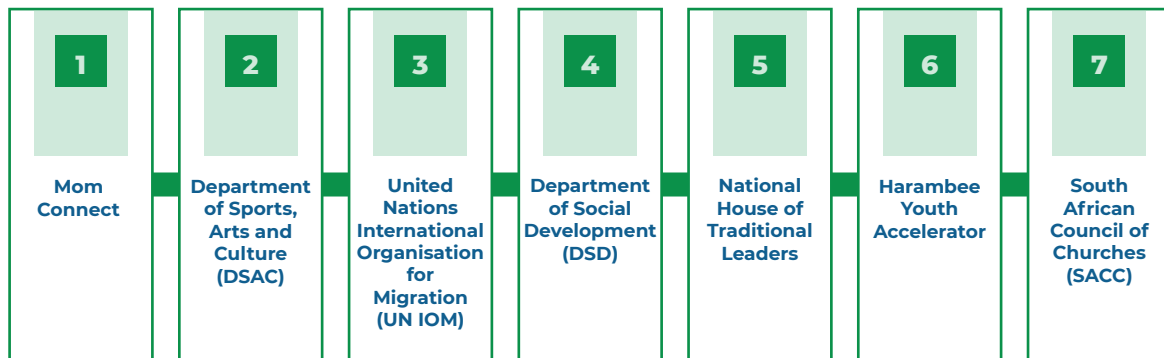 1
Mom
Connect
2
Department
of Sports,
Arts and
Culture
(DSAC)
3
United
Nations
International
Organisation
for
Migration
(UN IOM)
4
Department
of Social
Development
(DSD)
5
National
House of
Traditional
Leaders
6
Harambee
Youth
Accelerator
7
South
African
Council of
Churches
(SACC)